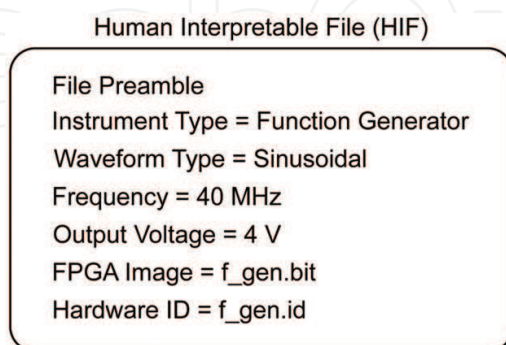 Human Interpretable File (HIF)
File Preamble
Instrument Type = Function Generator
Waveform Type = Sinusoidal
Frequency = 40 MHz
Output Voltage = 4 V
FPGA Image = f_gen.bit
Hardware ID = f_gen.id